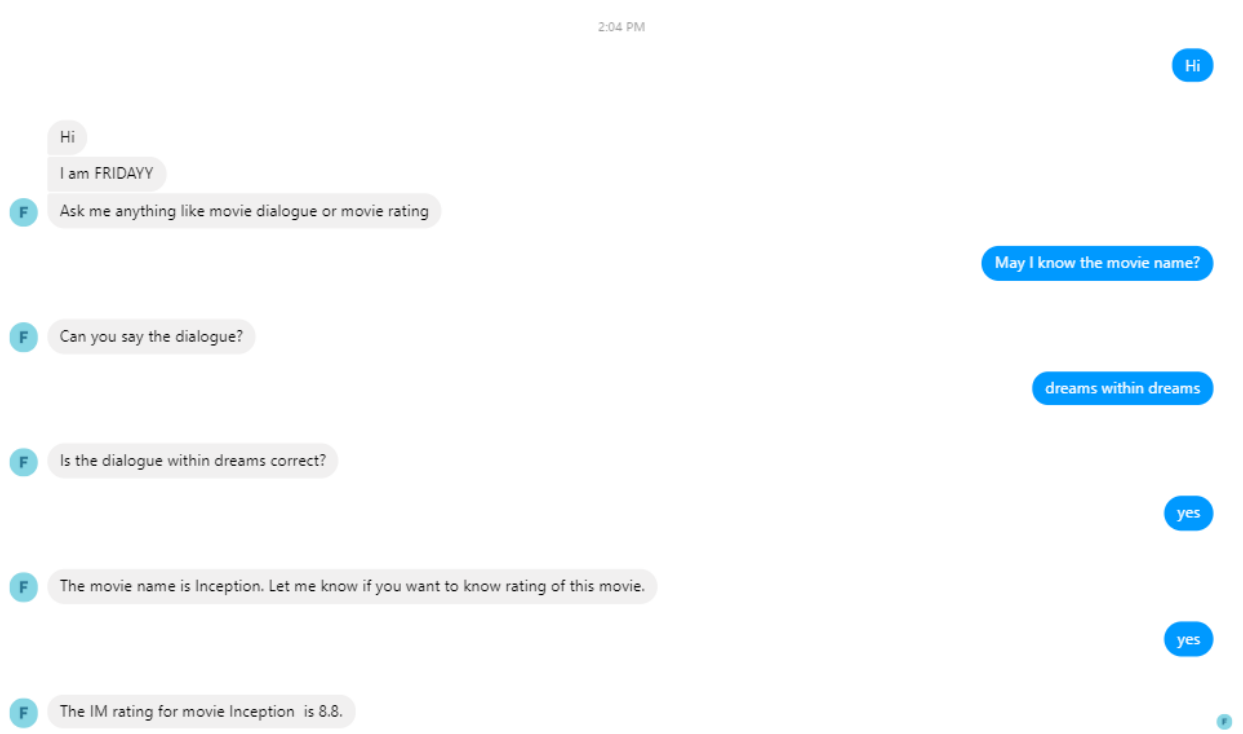 2:04 PM
Hi
Hi
I am FRIDAYY
Ask me anything like movie dialogue or movie rating
F
May I know the movie name?
F
Can you say the dialogue?
dreams within dreams
F
Is the dialogue within dreams correct?
yes
F
The movie name is Inception. Let me know if you want to know rating of this movie.
yes
F
The IM rating for movie Inception  is 8.8.
F